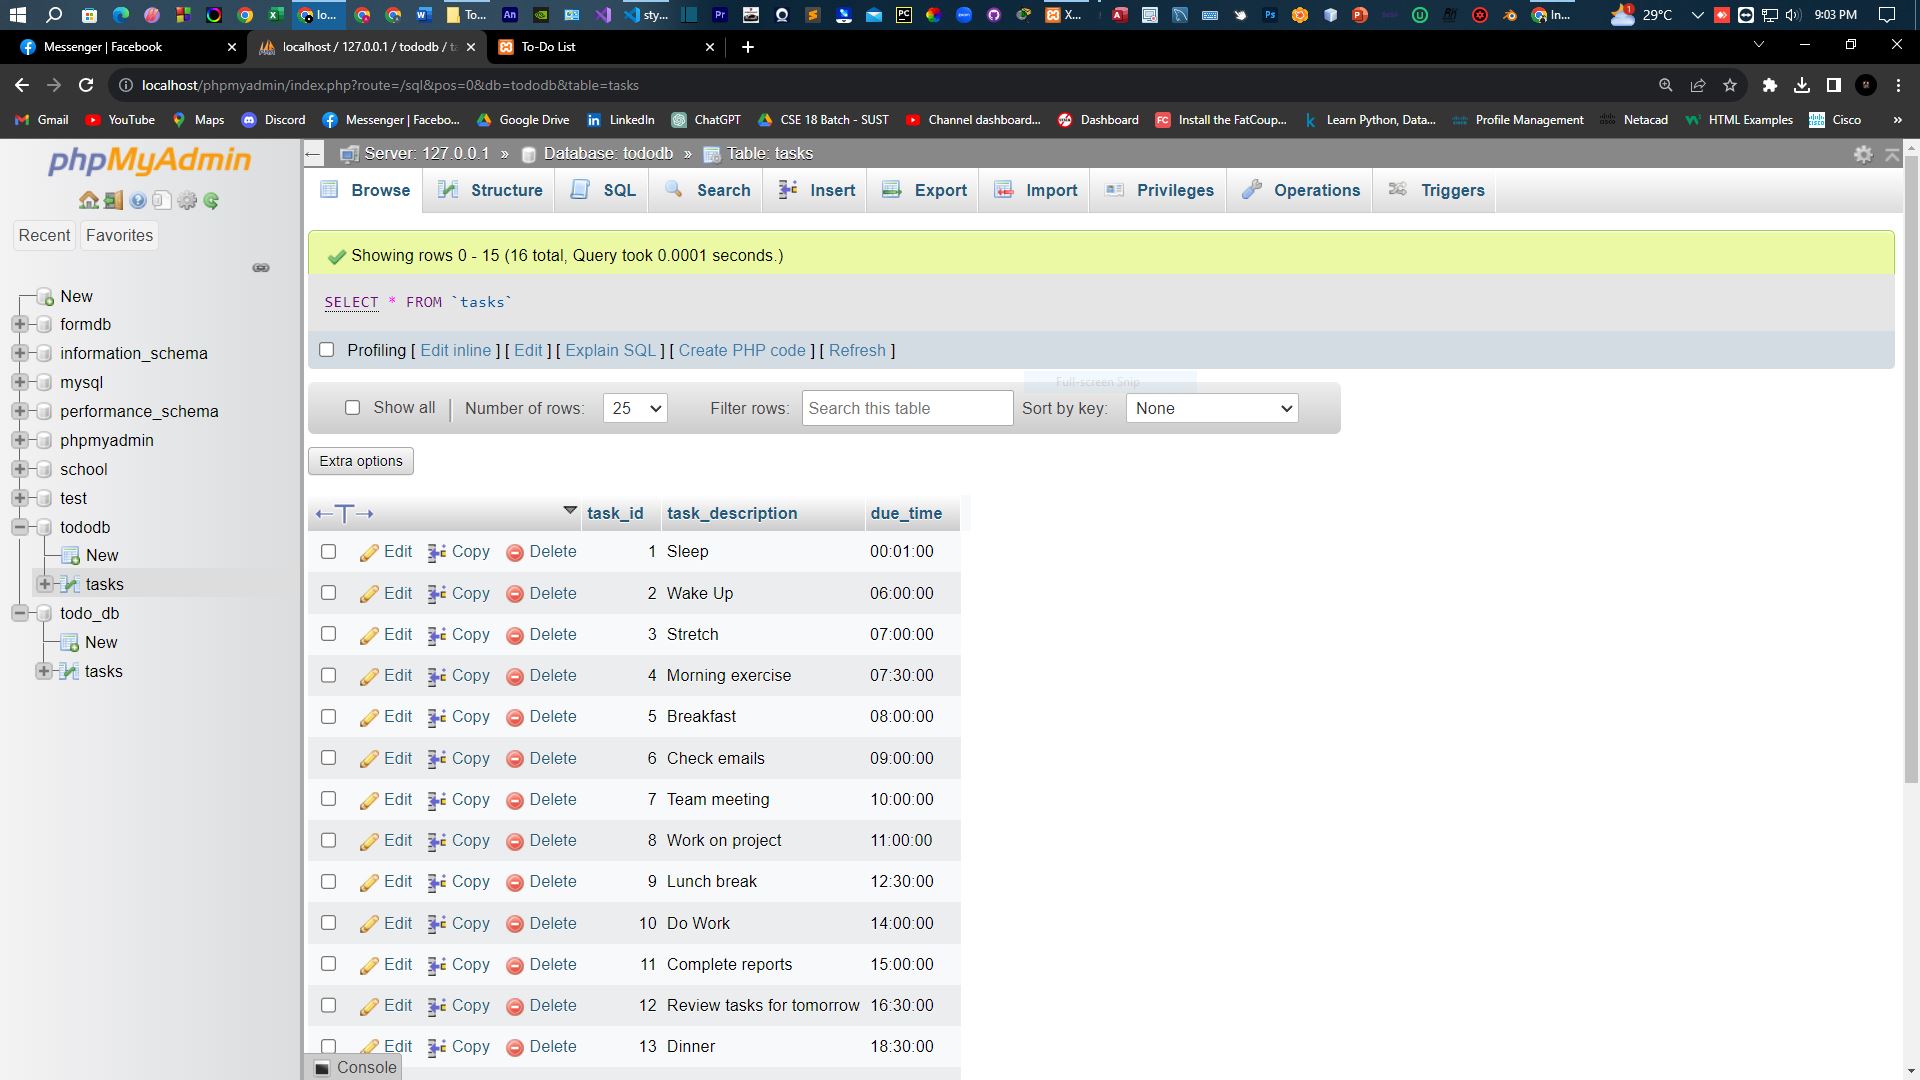 To...
sty...
X...
In...
29°C
9:03 PM
Messenger | Facebook
localhost / 127.0.0.1 / tododb / ta
To-Do List
localhost/phpmyadmin/index.php?route=/sql&pos=0&db=tododb&table=tasks
Gmail YouTube Maps Discord Messenger | Facebo... Google Drive LinkedIn ChatGPT CSE 18 Batch - SUST Channel dashboard... Dashboard Install the FatCoup... Learn Python, Data... Profile Management Netacad HTML Examples Cisco »
phpMyAdmin
Recent Favorites
New
formdb
information_schema
mysql
performance_schema
phpmyadmin
school
test
tododb
New
tasks
todo_db
New
tasks
Server: 127.0.0.1 » Database: tododb » Table: tasks
Browse Structure SQL Search Insert Export Import Privileges Operations Triggers
Showing rows 0 - 15 (16 total, Query took 0.0001 seconds.)
SELECT * FROM `tasks`
Profiling [ Edit inline ] [ Edit ] [ Explain SQL ] [ Create PHP code ] [ Refresh ]
Full-screen Snip
Show all Number of rows: 25 Filter rows: Search this table Sort by key: None
Extra options
task_id task_description due_time
Edit Copy Delete 1 Sleep 00:01:00
Edit Copy Delete 2 Wake Up 06:00:00
Edit Copy Delete 3 Stretch 07:00:00
Edit Copy Delete 4 Morning exercise 07:30:00
Edit Copy Delete 5 Breakfast 08:00:00
Edit Copy Delete 6 Check emails 09:00:00
Edit Copy Delete 7 Team meeting 10:00:00
Edit Copy Delete 8 Work on project 11:00:00
Edit Copy Delete 9 Lunch break 12:30:00
Edit Copy Delete 10 Do Work 14:00:00
Edit Copy Delete 11 Complete reports 15:00:00
Edit Copy Delete 12 Review tasks for tomorrow 16:30:00
Edit Copy Delete 13 Dinner 18:30:00
Console